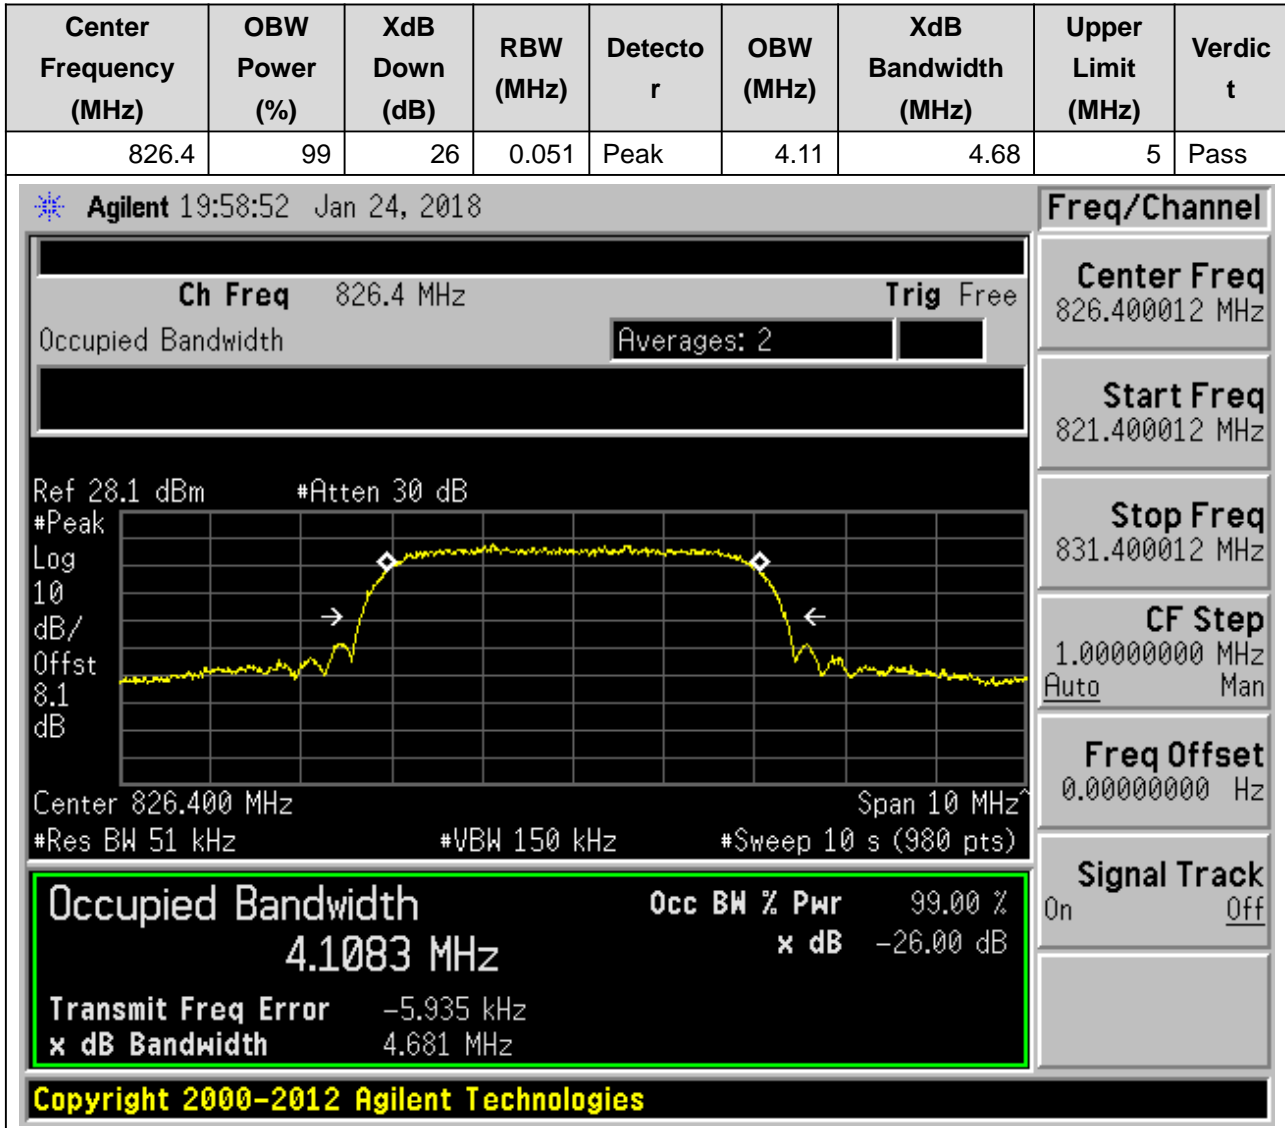 Center Frequency (MHz) OBW Power (%) XdB Down (dB) RBW (MHz) Detecto r OBW (MHz) XdB Bandwidth (MHz) Upper Limit (MHz) Verdic t
826.4 99 26 0.051 Peak 4.11 4.68 5 Pass
Agilent 19:58:52 Jan 24, 2018
Freq/Channel
Ch Freq 826.4 MHz Trig Free
Occupied Bandwidth Averages: 2
Center Freq
826.400012 MHz
Start Freq
821.400012 MHz
Stop Freq
831.400012 MHz
CF Step
1.00000000 MHz
Auto Man
Freq Offset
0.00000000 Hz
Signal Track
On Off
Ref 28.1 dBm #Atten 30 dB
#Peak
Log
10
dB/
Offst
8.1
dB
Center 826.400 MHz Span 10 MHz^
#Res BW 51 kHz #VBW 150 kHz #Sweep 10 s (980 pts)
Occupied Bandwidth Occ BW % Pwr 99.00 %
4.1083 MHz x dB -26.00 dB
Transmit Freq Error -5.935 kHz
x dB Bandwidth 4.681 MHz
Copyright 2000-2012 Agilent Technologies